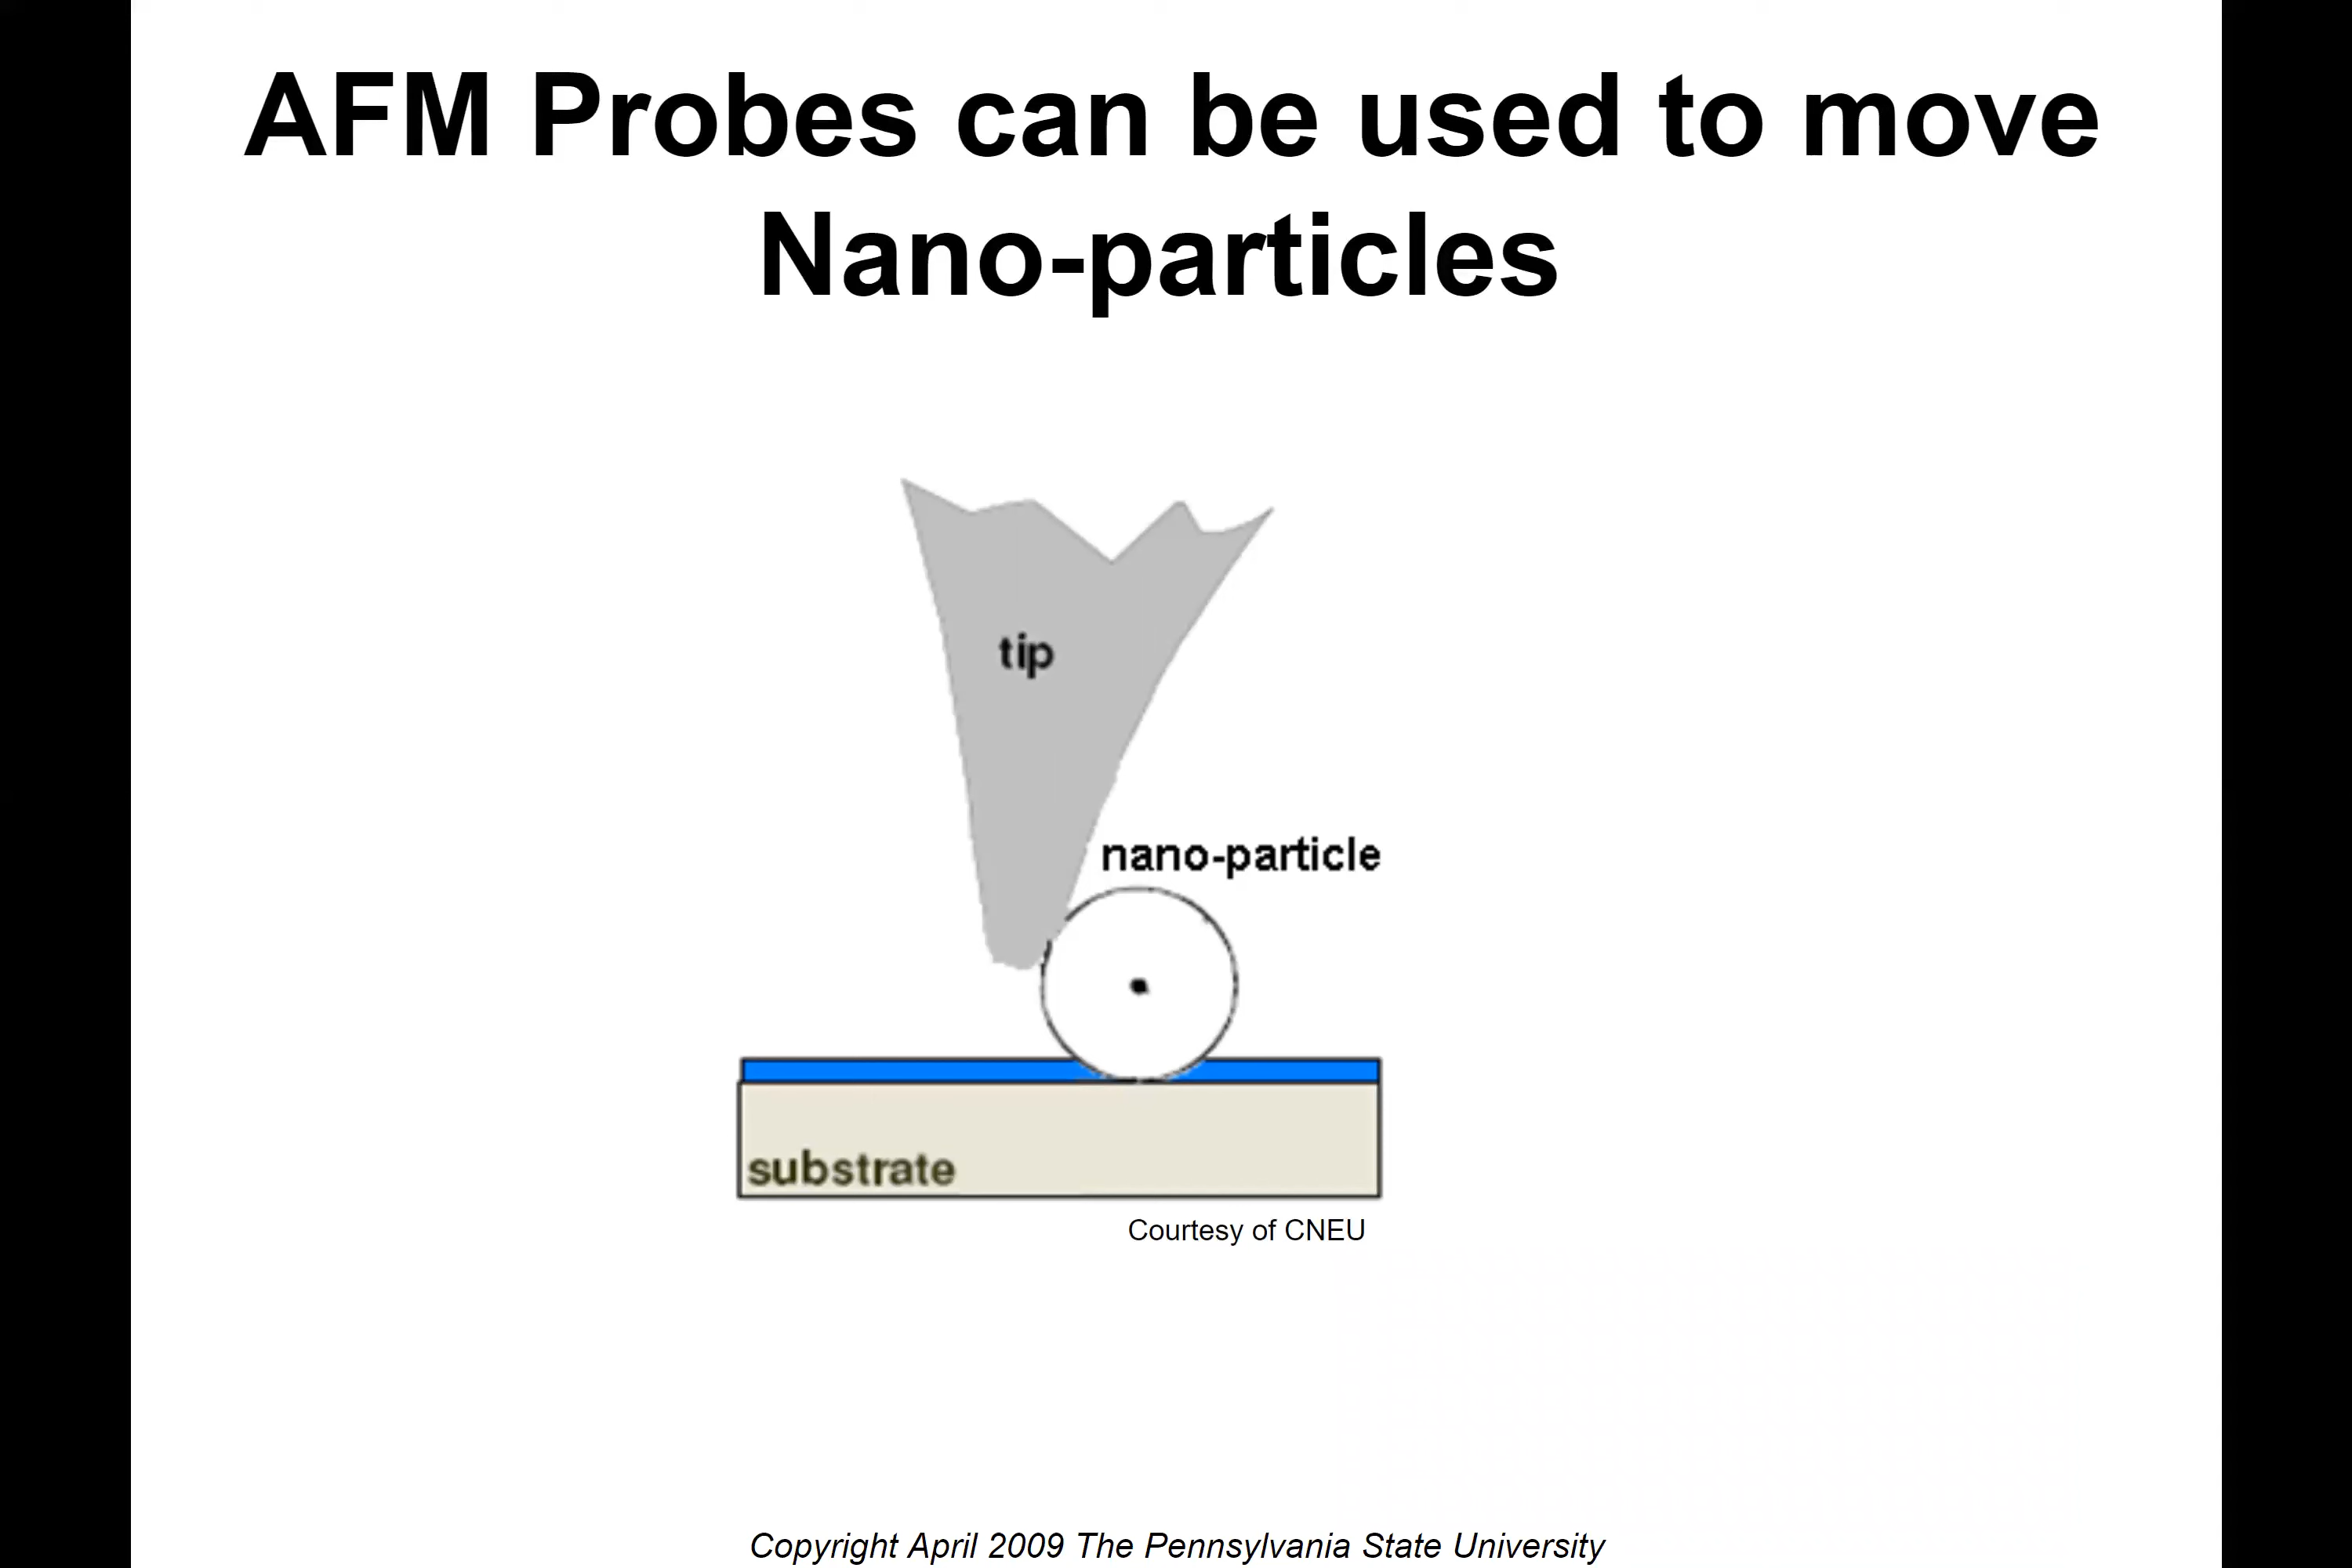 AFM Probes can be used to move
Nano-particles
tip
nano-particle
substrate
Courtesy of CNEU
Copyright April 2009 The Pennsylvania State University